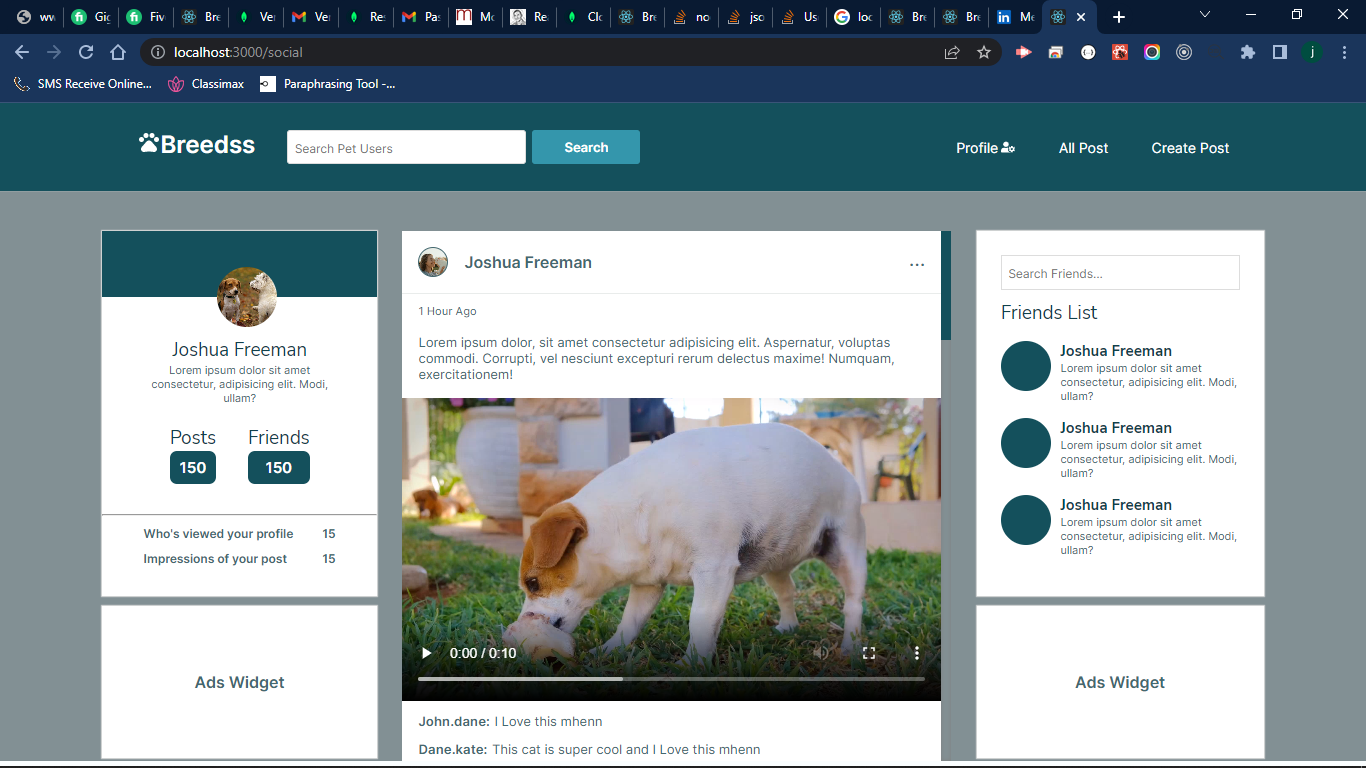 ww
Gig
Five
Bre
Ver
Ver
Res
Pas
Mo
Re
Clo
Bre
no
jso
Us
loc
Bre
Bre
Me
localhost:3000/social
j
SMS Receive Online...
Classimax
Paraphrasing Tool -...
Breedss
Search Pet Users
Search
Profile
All Post
Create Post
Joshua Freeman
Lorem ipsum dolor sit amet
consectetur, adipisicing elit. Modi,
ullam?
Posts
Friends
150
150
Who's viewed your profile 15
Impressions of your post 15
Ads Widget
Joshua Freeman
...
1 Hour Ago
Lorem ipsum dolor, sit amet consectetur adipisicing elit. Aspernatur, voluptas
commodi. Corrupti, vel nesciunt excepturi rerum delectus maxime! Numquam,
exercitationem!
0:00 / 0:10
John.dane: I Love this mhenn
Dane.kate: This cat is super cool and I Love this mhenn
Search Friends...
Friends List
Joshua Freeman
Lorem ipsum dolor sit amet
consectetur, adipisicing elit. Modi,
ullam?
Joshua Freeman
Lorem ipsum dolor sit amet
consectetur, adipisicing elit. Modi,
ullam?
Joshua Freeman
Lorem ipsum dolor sit amet
consectetur, adipisicing elit. Modi,
ullam?
Ads Widget